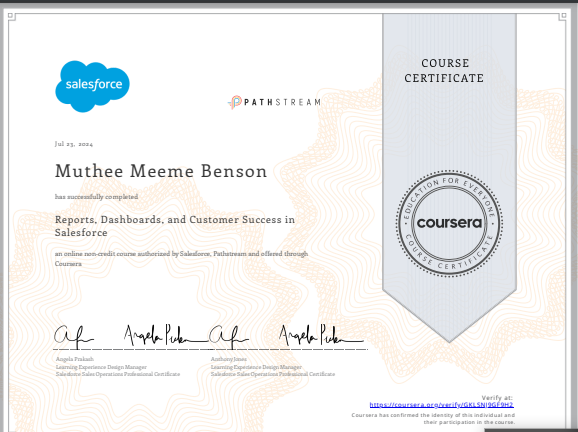 salesforce
PATHSTREAM
COURSE
CERTIFICATE
Jul 23, 2024
Muthee Meeme Benson
has successfully completed
Reports, Dashboards, and Customer Success in
Salesforce
an online non-credit course authorized by Salesforce, Pathstream and offered through
Coursera
EDUCATION FOR EVERYONE
coursera
COURSE CERTIFICATE
Angela Prakash
Learning Experience Design Manager
Salesforce Sales Operations Professional Certificate
Anthony Jones
Learning Experience Design Manager
Salesforce Sales Operations Professional Certificate
Verify at:
https://coursera.org/verify/GKLSNJ9GF9H2
Coursera has confirmed the identity of this individual and
their participation in the course.